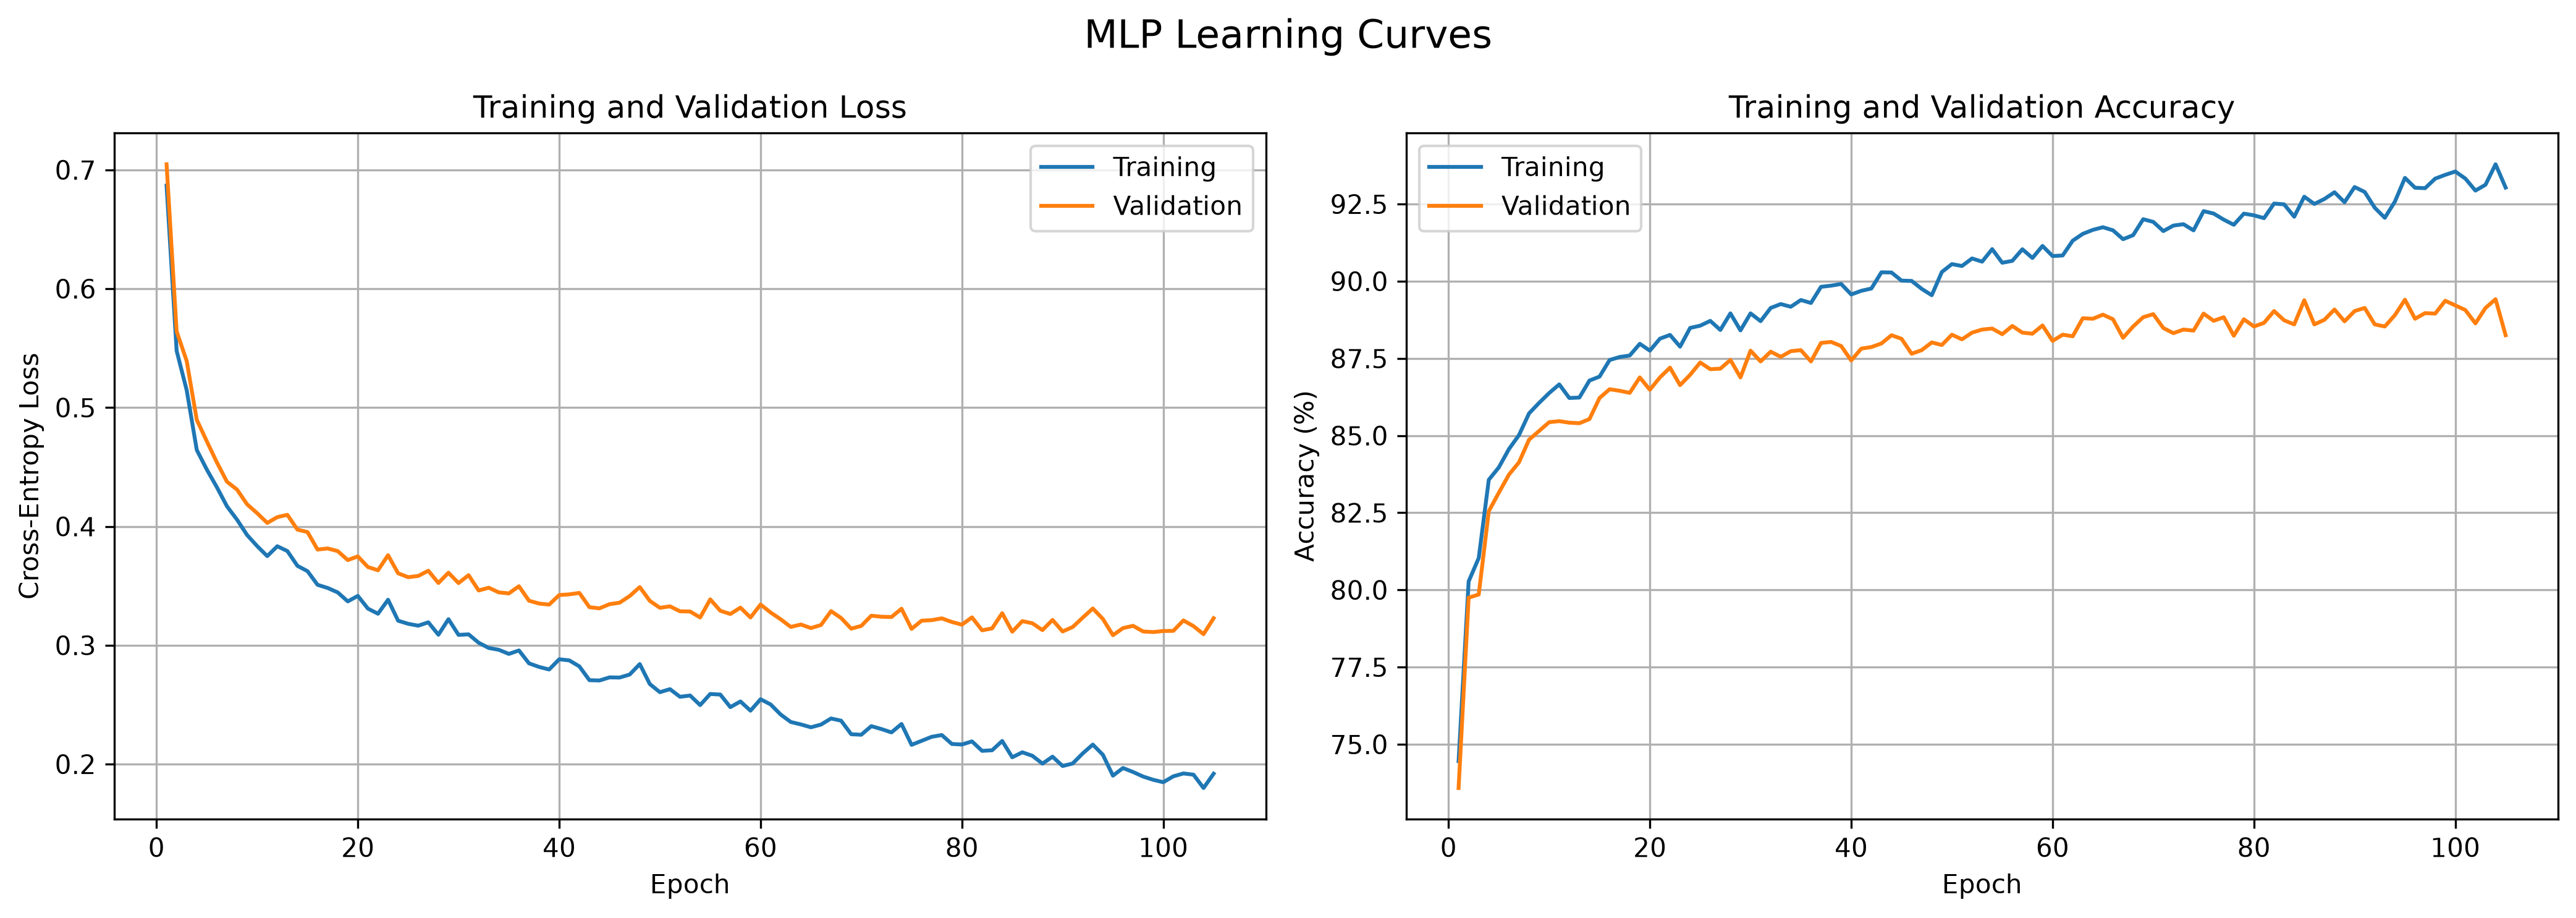 MLP Learning Curves
Training and Validation Loss
Cross-Entropy Loss
0.7
0.6
0.5
0.4
0.3
0.2
Training
Validation
0 20 40 60 80 100
Epoch
Training and Validation Accuracy
Accuracy (%)
92.5
90.0
87.5
85.0
82.5
80.0
77.5
75.0
Training
Validation
0 20 40 60 80 100
Epoch